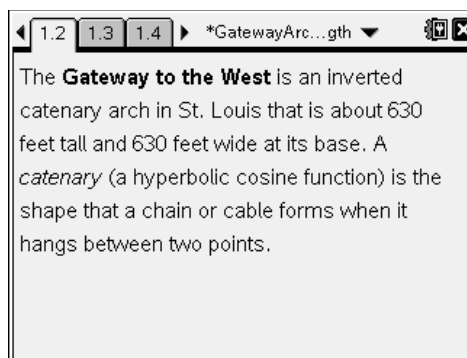 1.2 1.3 1.4 *GatewayArc...gth
The Gateway to the West is an inverted
catenary arch in St. Louis that is about 630
feet tall and 630 feet wide at its base. A
catenary (a hyperbolic cosine function) is the
shape that a chain or cable forms when it
hangs between two points.